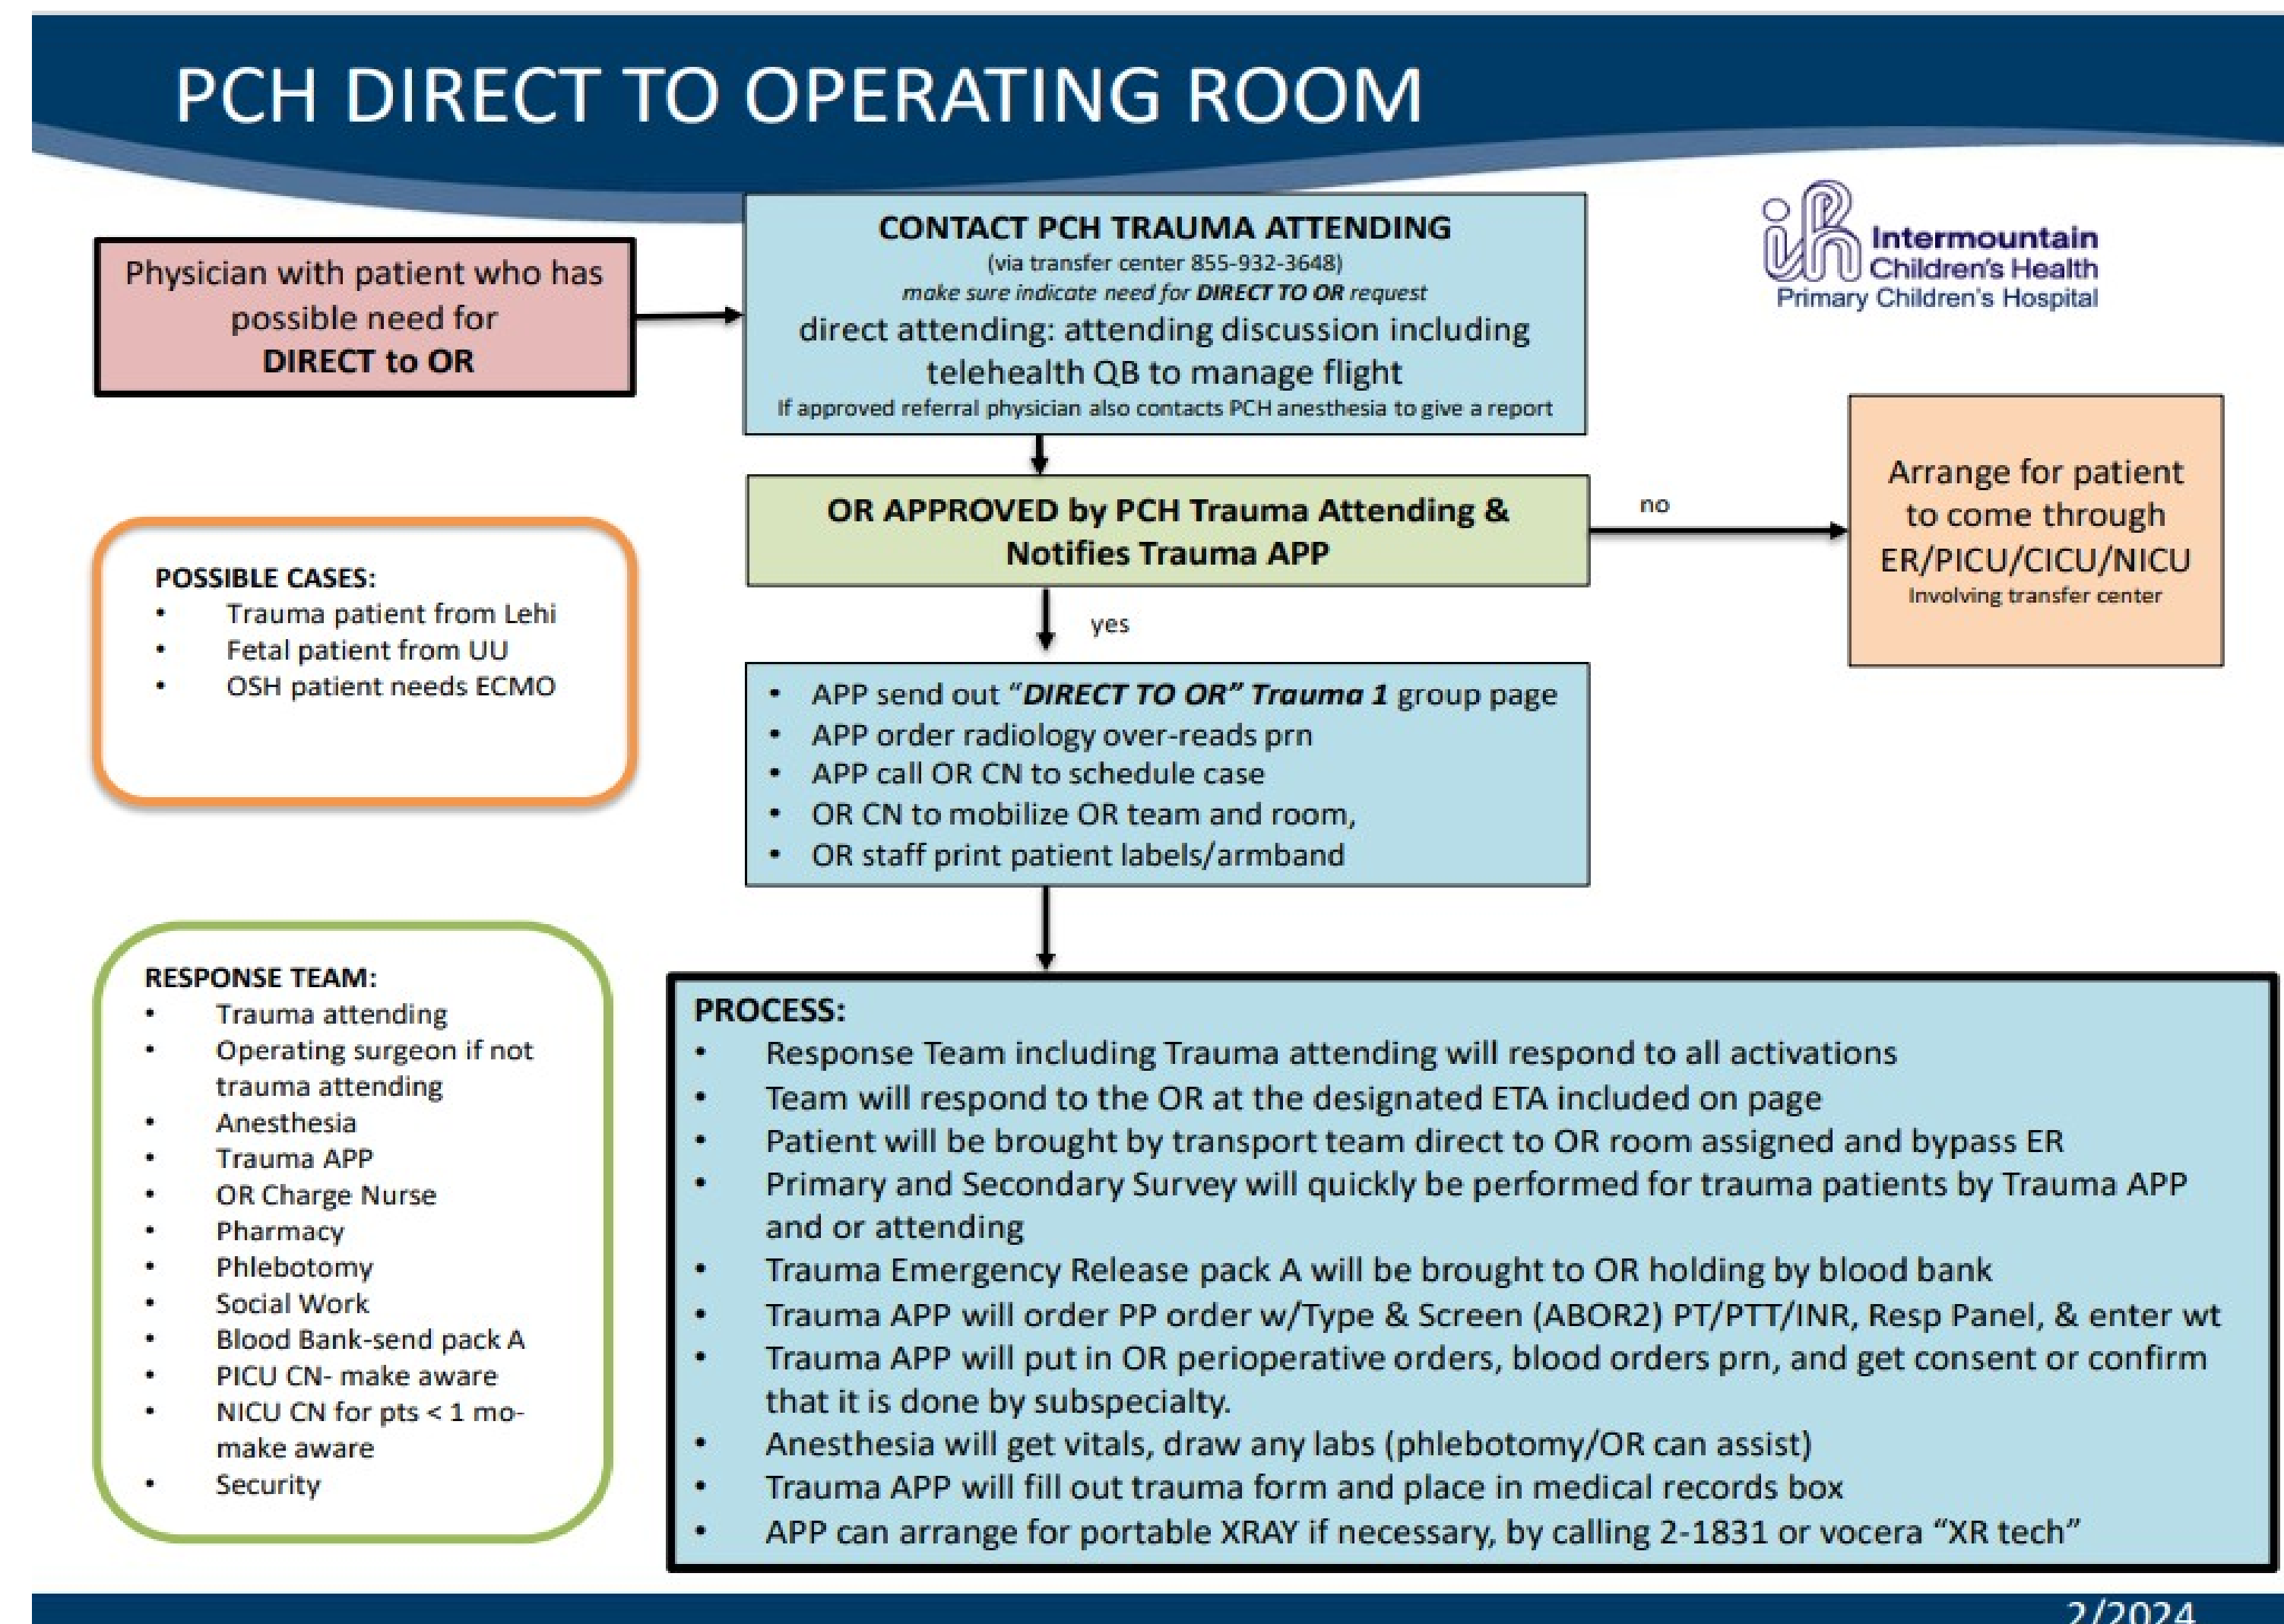 PCH DIRECT TO OPERATING ROOM
Physician with patient who has
possible need for
DIRECT to OR
CONTACT PCH TRAUMA ATTENDING
(via transfer center 855-932-3648)
make sure indicate need for DIRECT TO OR request
direct attending: attending discussion including
telehealth QB to manage flight
If approved referral physician also contacts PCH anesthesia to give a report
Intermountain
Children's Health
Primary Children's Hospital
OR APPROVED by PCH Trauma Attending &
Notifies Trauma APP
no
Arrange for patient
to come through
ER/PICU/CICU/NICU
Involving transfer center
yes
POSSIBLE CASES:
• Trauma patient from Lehi
• Fetal patient from UU
• OSH patient needs ECMO
• APP send out “DIRECT TO OR” Trauma 1 group page
• APP order radiology over-reads prn
• APP call OR CN to schedule case
• OR CN to mobilize OR team and room,
• OR staff print patient labels/armband
RESPONSE TEAM:
• Trauma attending
• Operating surgeon if not
trauma attending
• Anesthesia
• Trauma APP
• OR Charge Nurse
• Pharmacy
• Phlebotomy
• Social Work
• Blood Bank-send pack A
• PICU CN- make aware
• NICU CN for pts < 1 mo-
make aware
• Security
PROCESS:
• Response Team including Trauma attending will respond to all activations
• Team will respond to the OR at the designated ETA included on page
• Patient will be brought by transport team direct to OR room assigned and bypass ER
• Primary and Secondary Survey will quickly be performed for trauma patients by Trauma APP
and or attending
• Trauma Emergency Release pack A will be brought to OR holding by blood bank
• Trauma APP will order PP order w/Type & Screen (ABOR2) PT/PTT/INR, Resp Panel, & enter wt
• Trauma APP will put in OR perioperative orders, blood orders prn, and get consent or confirm
that it is done by subspecialty.
• Anesthesia will get vitals, draw any labs (phlebotomy/OR can assist)
• Trauma APP will fill out trauma form and place in medical records box
• APP can arrange for portable XRAY if necessary, by calling 2-1831 or vocera “XR tech”
2/2024